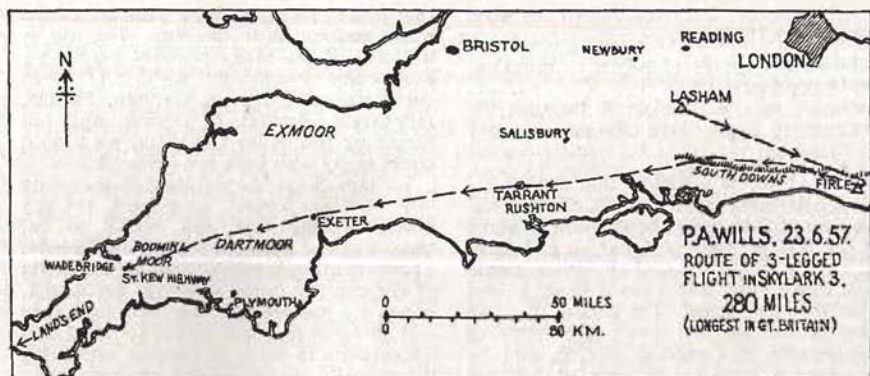 N
BRISTOL
NEWBURY
READING
LONDON
LASHAM
EXMOOR
SALISBURY
SOUTH DOWNS
FIRLE
TARRANT
RUSHTON
EXETER
DARTMOOR
BODMIN
MOOR
WADEBRIDGE
ST. KEW HIGHWAY
PLYMOUTH
LAND'S END
0 50 MILES
0 80 KM.
P.A.WILLS, 23.6.57.
ROUTE OF 3-LEGGED
FLIGHT IN SKYLARK 3.
280 MILES
(LONGEST IN GT. BRITAIN)